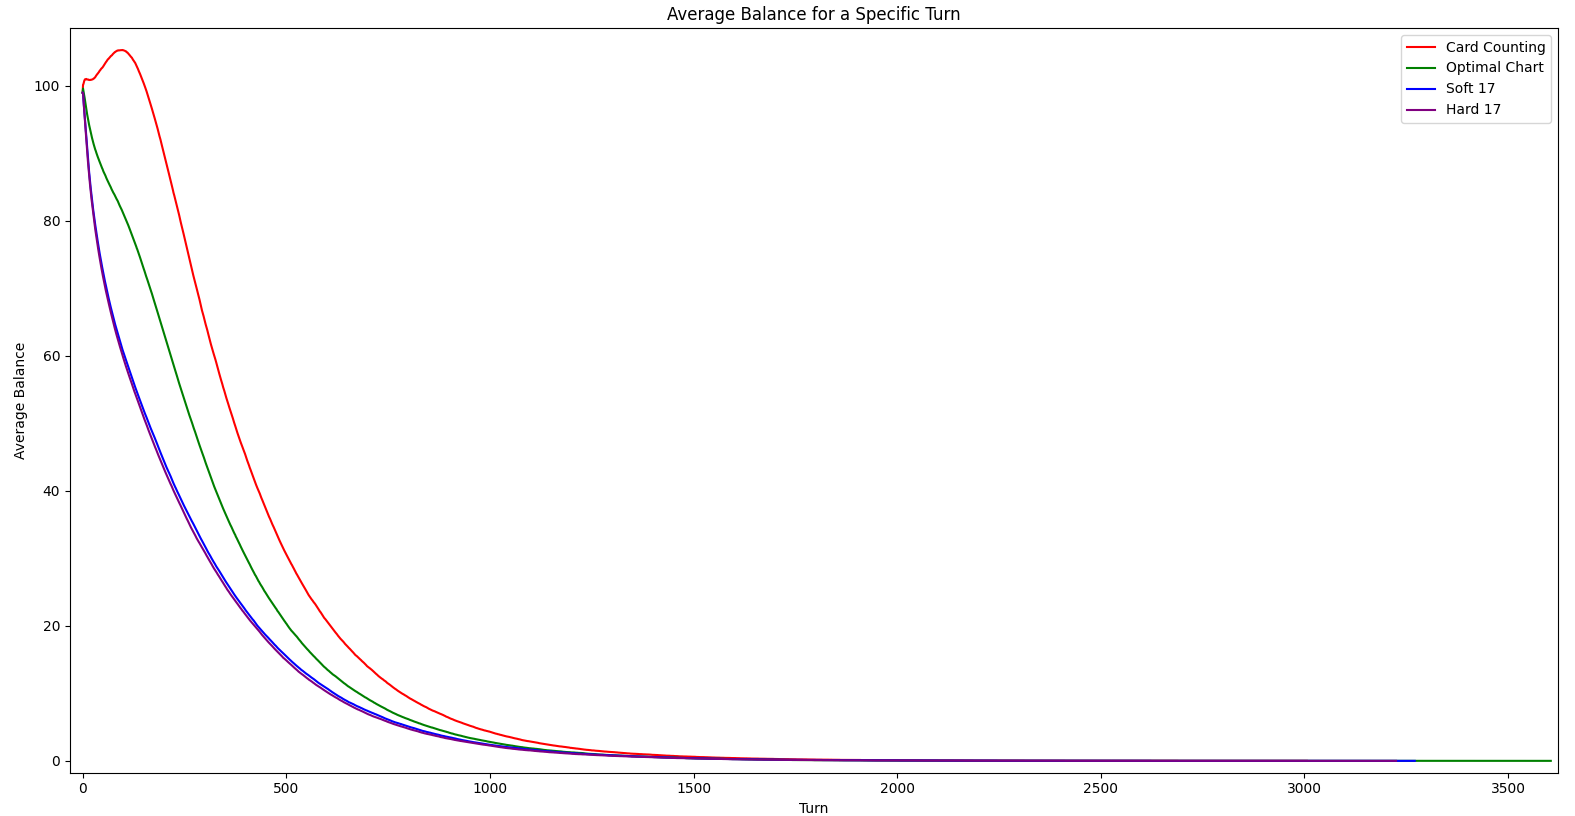 Average Balance for a Specific Turn
Card Counting
Optimal Chart
Soft 17
Hard 17
100
80
60
40
20
0
Average Balance
0 500 1000 1500 2000 2500 3000 3500
Turn